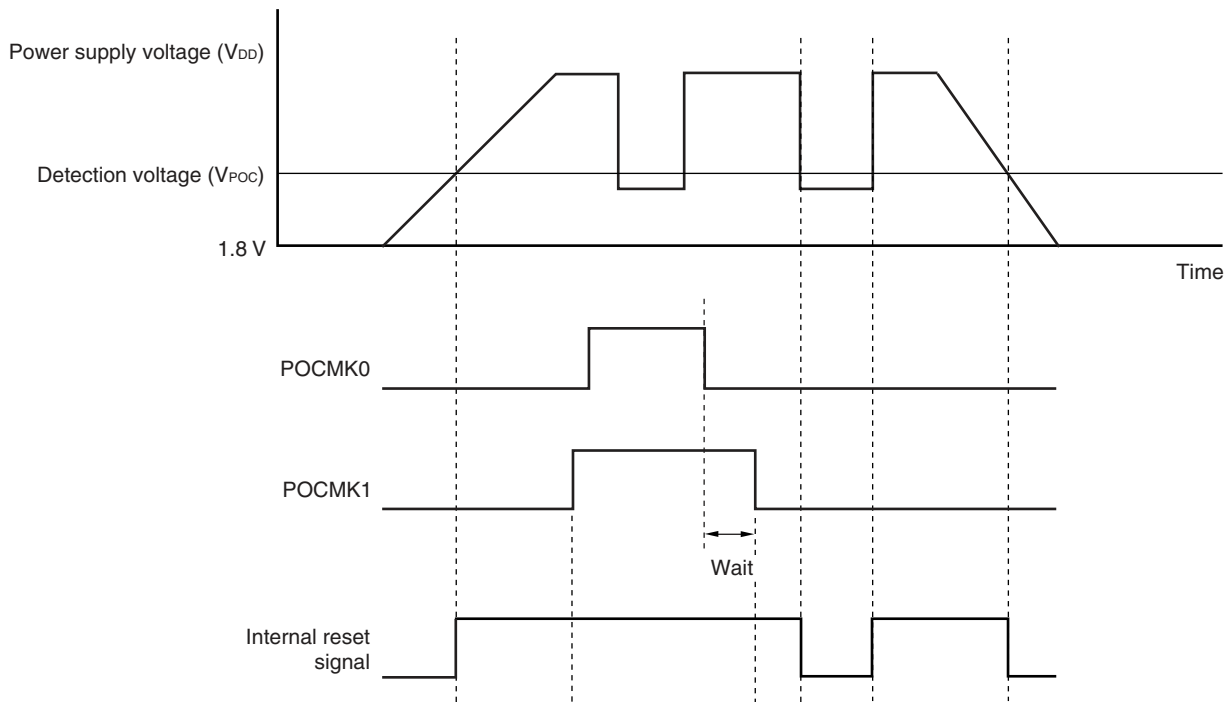 Power supply voltage (VDD)
Detection voltage (VPOC)
1.8 V
Time
POCMK0
POCMK1
Wait
Internal reset
signal